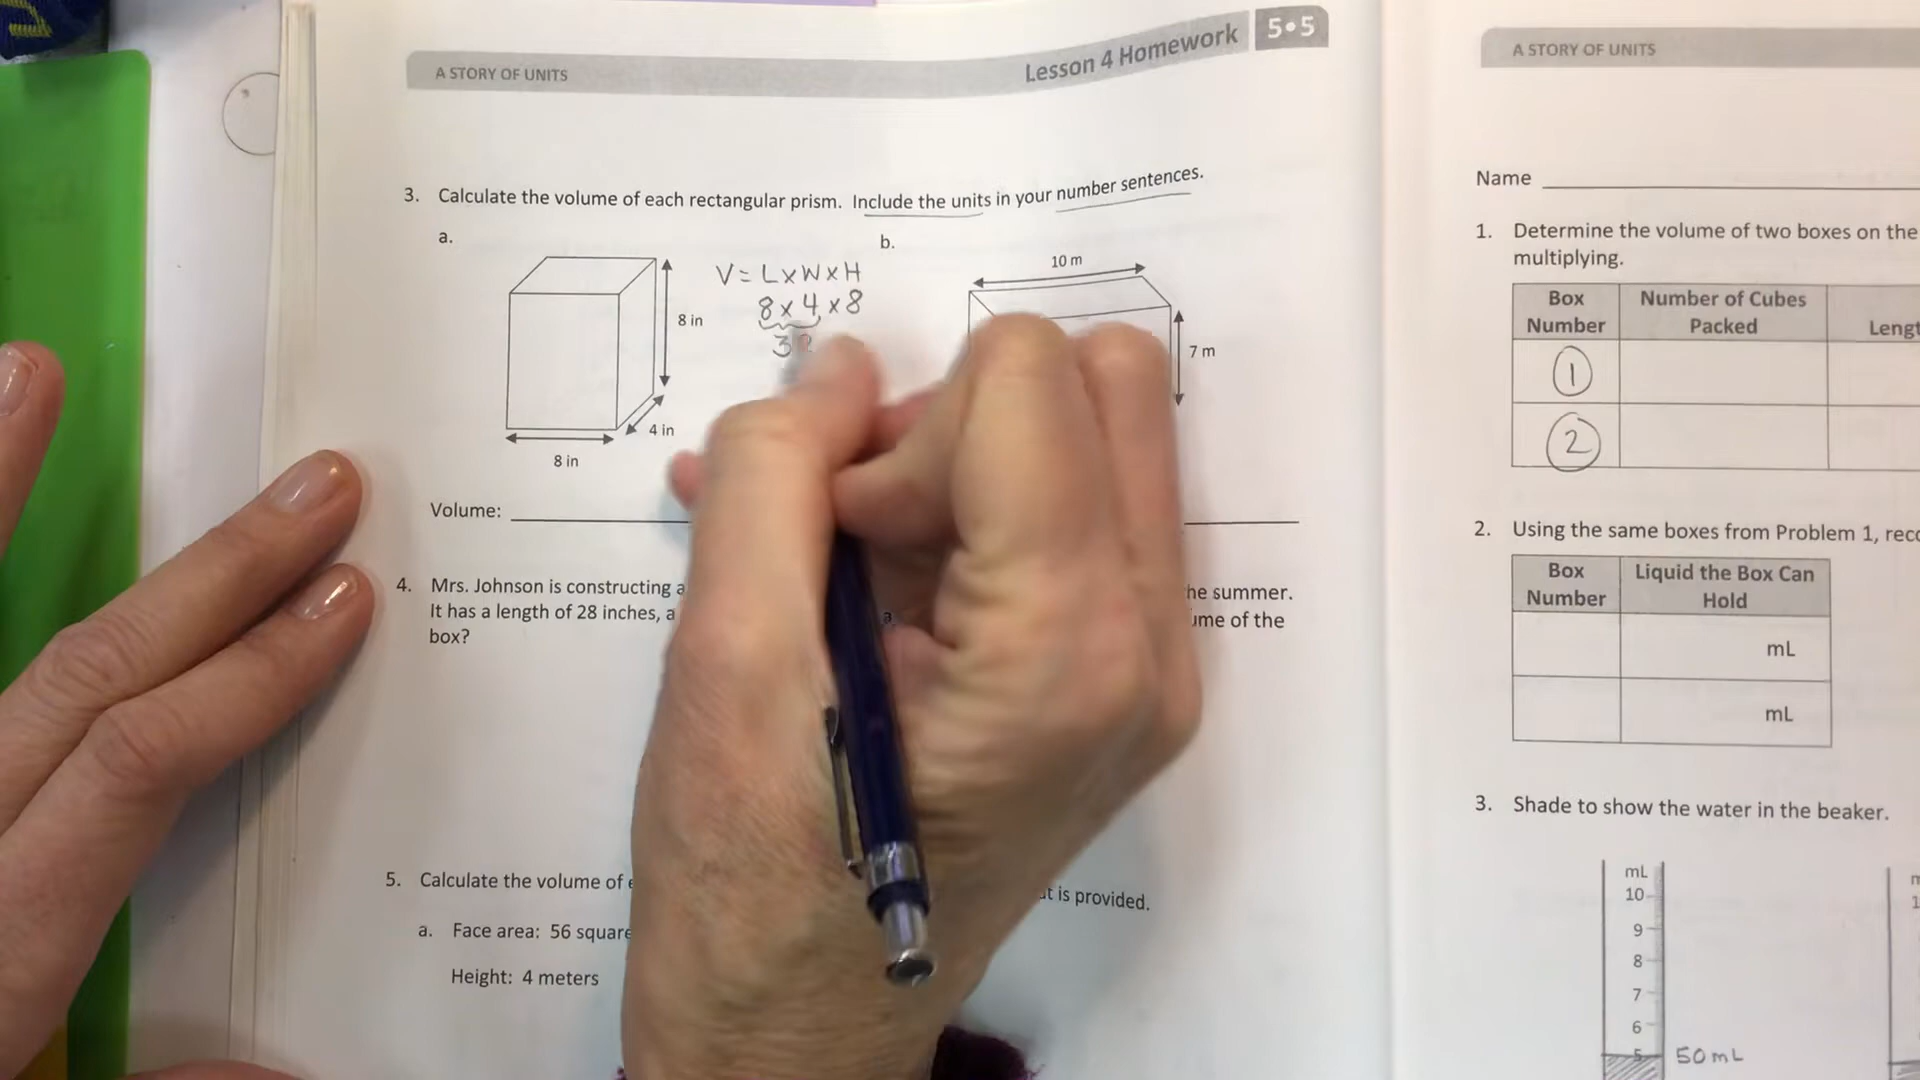 A STORY OF UNITS
Lesson 4 Homework 5•5
3. Calculate the volume of each rectangular prism. Include the units in your number sentences.
a.
V = L x W x H
8 x 4 x 8
32
8 in
4 in
8 in
b.
10 m
7 m
Volume:
4. Mrs. Johnson is constructing a he summer.
It has a length of 28 inches, a of the
box?
5. Calculate the volume of is provided.
a. Face area: 56 square
Height: 4 meters
A STORY OF UNITS
Name
1. Determine the volume of two boxes on the
multiplying.
Box Number
Number of Cubes Packed
Lengt
1
2
2. Using the same boxes from Problem 1, reco
Box Number
Liquid the Box Can Hold
mL
mL
3. Shade to show the water in the beaker.
mL
10
9
8
7
6
5 50 mL